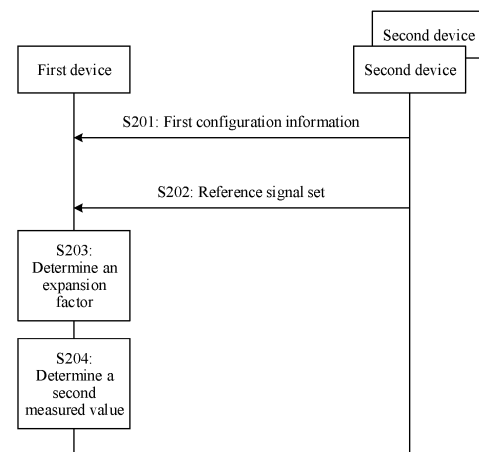 Second device
First device
Second device
S201: First configuration information
S202: Reference signal set
S203:
Determine an
expansion
factor
S204:
Determine a
second
measured value